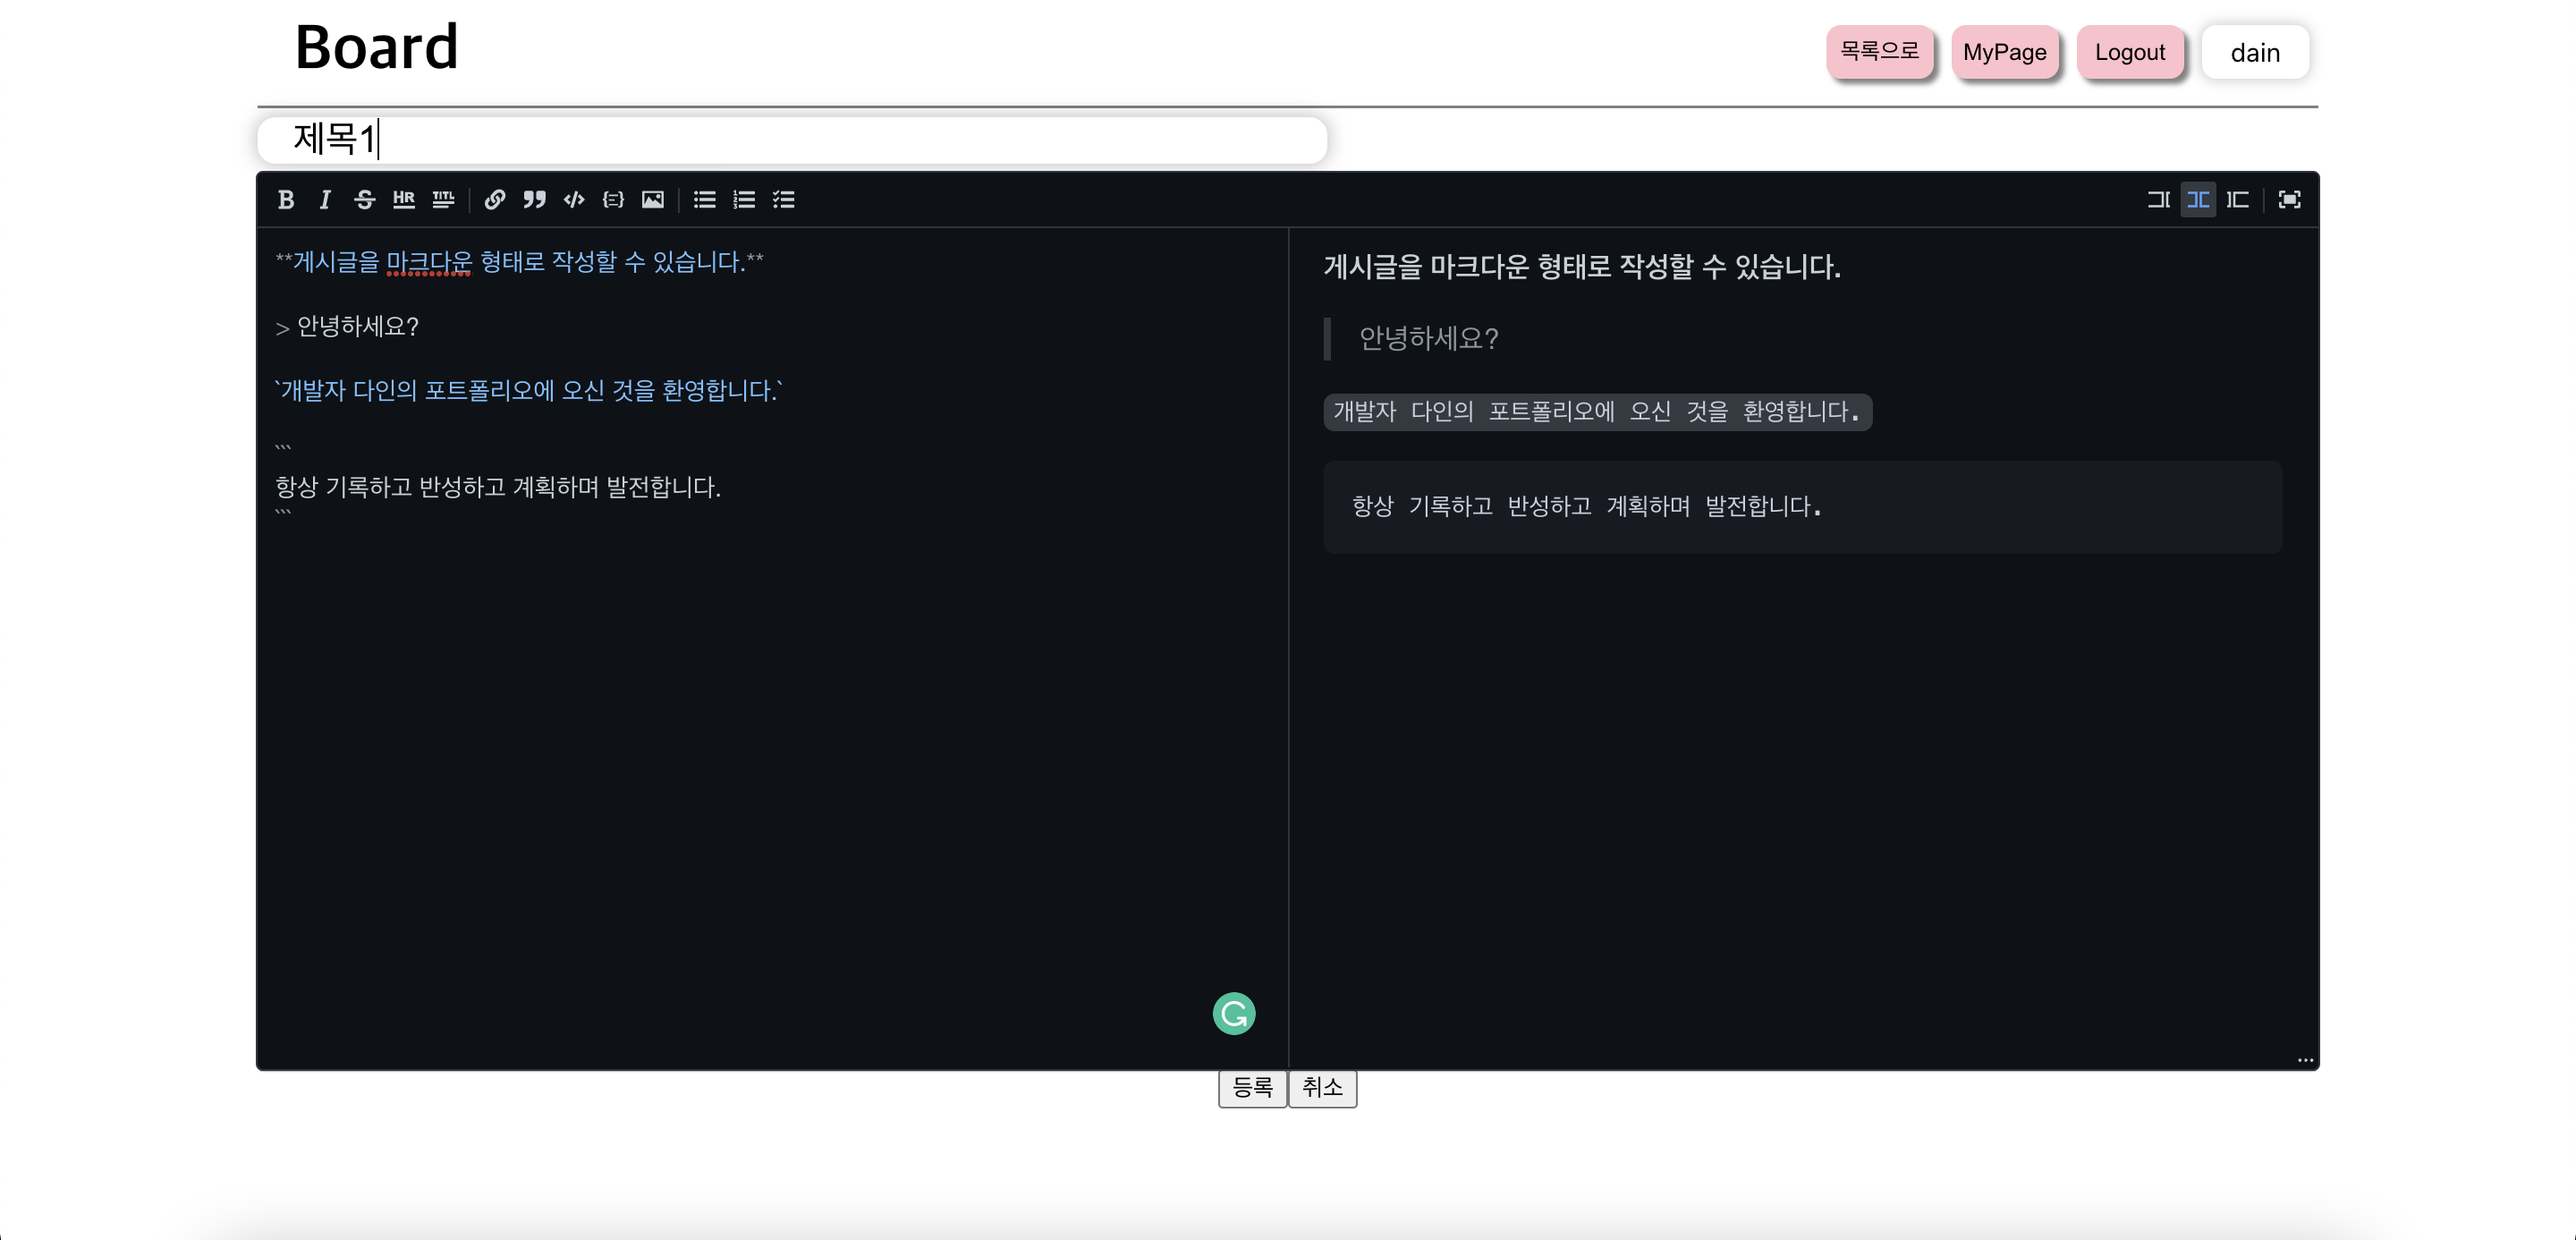 Board
목록으로 MyPage Logout dain
제목1
B I S HR TITL
**게시글을 마크다운 형태로 작성할 수 있습니다.**
> 안녕하세요?
`개발자 다인의 포트폴리오에 오신 것을 환영합니다.`
```
항상 기록하고 반성하고 계획하며 발전합니다.
```
게시글을 마크다운 형태로 작성할 수 있습니다.
안녕하세요?
개발자 다인의 포트폴리오에 오신 것을 환영합니다.
항상 기록하고 반성하고 계획하며 발전합니다.
등록 취소